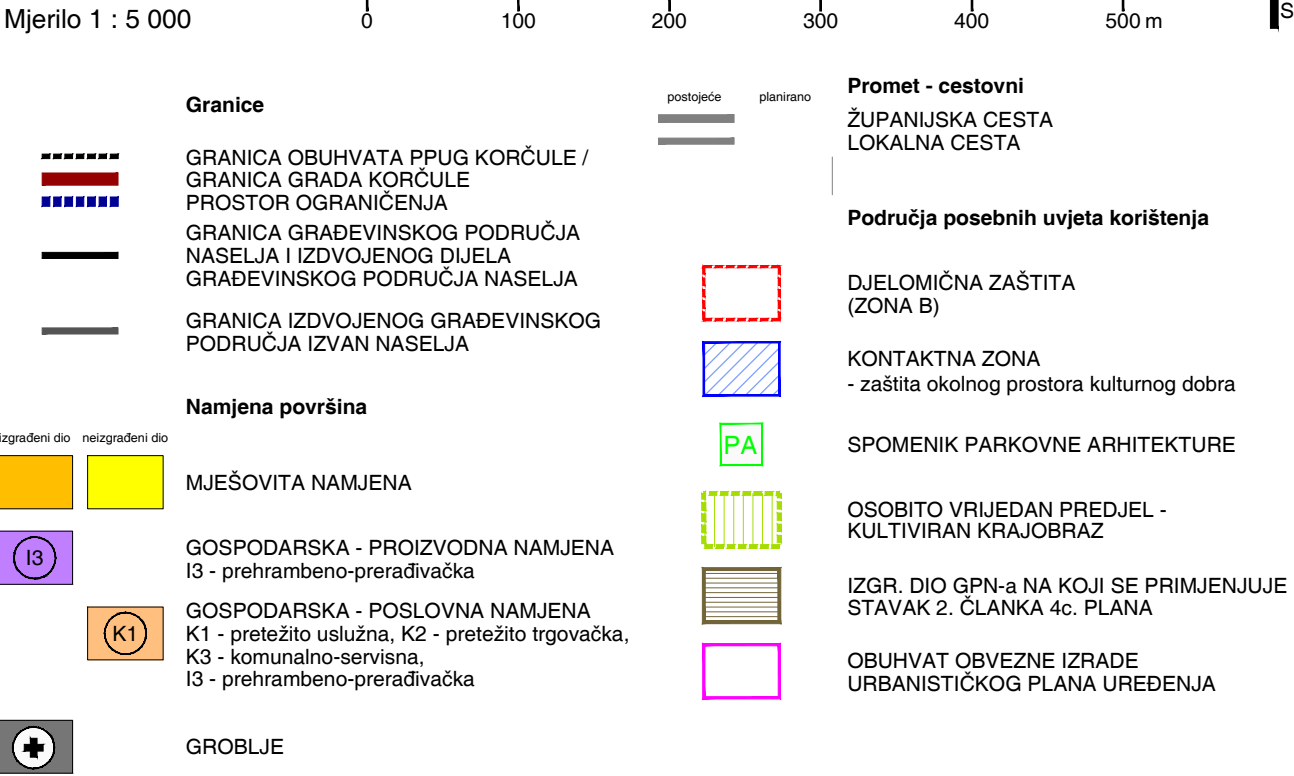 Mjerilo 1 : 5 000
0 100 200 300 400 500 m
S
Granice
GRANICA OBUHVATA PPUG KORČULE /
GRANICA GRADA KORČULE
PROSTOR OGRANIČENJA
GRANICA GRAĐEVINSKOG PODRUČJA
NASELJA I IZDVOJENOG DIJELA
GRAĐEVINSKOG PODRUČJA NASELJA
GRANICA IZDVOJENOG GRAĐEVINSKOG
PODRUČJA IZVAN NASELJA
Namjena površina
izgrađeni dio neizgrađeni dio
MJEŠOVITA NAMJENA
I3
GOSPODARSKA - PROIZVODNA NAMJENA
I3 - prehrambeno-prerađivačka
K1
GOSPODARSKA - POSLOVNA NAMJENA
K1 - pretežito uslužna, K2 - pretežito trgovačka,
K3 - komunalno-servisna,
I3 - prehrambeno-prerađivačka
GROBLJE
postojeće planirano
Promet - cestovni
ŽUPANIJSKA CESTA
LOKALNA CESTA
Područja posebnih uvjeta korištenja
DJELOMIČNA ZAŠTITA
(ZONA B)
KONTAKTNA ZONA
- zaštita okolnog prostora kulturnog dobra
PA
SPOMENIK PARKOVNE ARHITEKTURE
OSOBITO VRIJEDAN PREDJEL -
KULTIVIRAN KRAJOBRAZ
IZGR. DIO GPN-a NA KOJI SE PRIMJENJUJE
STAVAK 2. ČLANKA 4c. PLANA
OBUHVAT OBVEZNE IZRADE
URBANISTIČKOG PLANA UREĐENJA